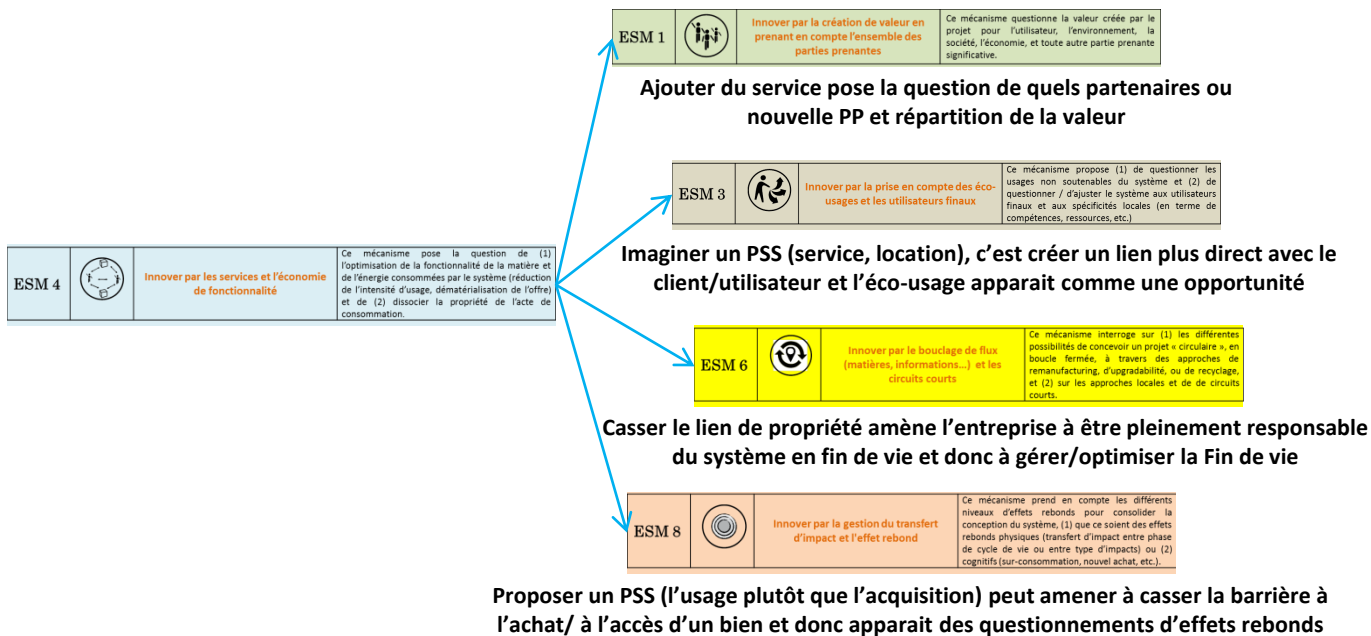 ESM 1
Innover par la création de valeur en
prenant en compte l'ensemble des
parties prenantes
Ce mécanisme questionne la valeur créée par le
projet pour l'utilisateur, l'environnement, la
société, l'économie, et toute autre partie prenante
significative.
Ajouter du service pose la question de quels partenaires ou
nouvelle PP et répartition de la valeur
ESM 3
Innover par la prise en compte des éco-
usages et les utilisateurs finaux
Ce mécanisme propose (1) de questionner les
usages non soutenables du système et (2) de
questionner / d'ajuster le système aux utilisateurs
finaux et aux spécificités locales (en terme de
compétences, ressources, etc.)
Imaginer un PSS (service, location), c'est créer un lien plus direct avec le
client/utilisateur et l'éco-usage apparait comme une opportunité
ESM 4
Innover par les services et l'économie
de fonctionnalité
Ce mécanisme pose la question de (1)
l'optimisation de la fonctionnalité de la matière et
de l'énergie consommées par le système (réduction
de l'intensité d'usage, dématérialisation de l'offre)
et de (2) dissocier la propriété de l'acte de
consommation.
ESM 6
Innover par le bouclage de flux
(matières, informations...) et les
circuits courts
Ce mécanisme interroge sur (1) les différentes
possibilités de concevoir un projet « circulaire », en
boucle fermée, à travers des approches de
remanufacturing, d'upgradabilité, ou de recyclage,
et (2) sur les approches locales et de de circuits
courts.
Casser le lien de propriété amène l'entreprise à être pleinement responsable
du système en fin de vie et donc à gérer/optimiser la Fin de vie
ESM 8
Innover par la gestion du transfert
d'impact et l'effet rebond
Ce mécanisme prend en compte les différents
niveaux d'effets rebonds pour consolider la
conception du système, (1) que ce soient des effets
rebonds physiques (transfert d'impact entre phase
de cycle de vie ou entre type d'impacts) ou (2)
cognitifs (sur-consommation, nouvel achat, etc.).
Proposer un PSS (l'usage plutôt que l'acquisition) peut amener à casser la barrière à
l'achat/ à l'accès d'un bien et donc apparait des questionnements d'effets rebonds